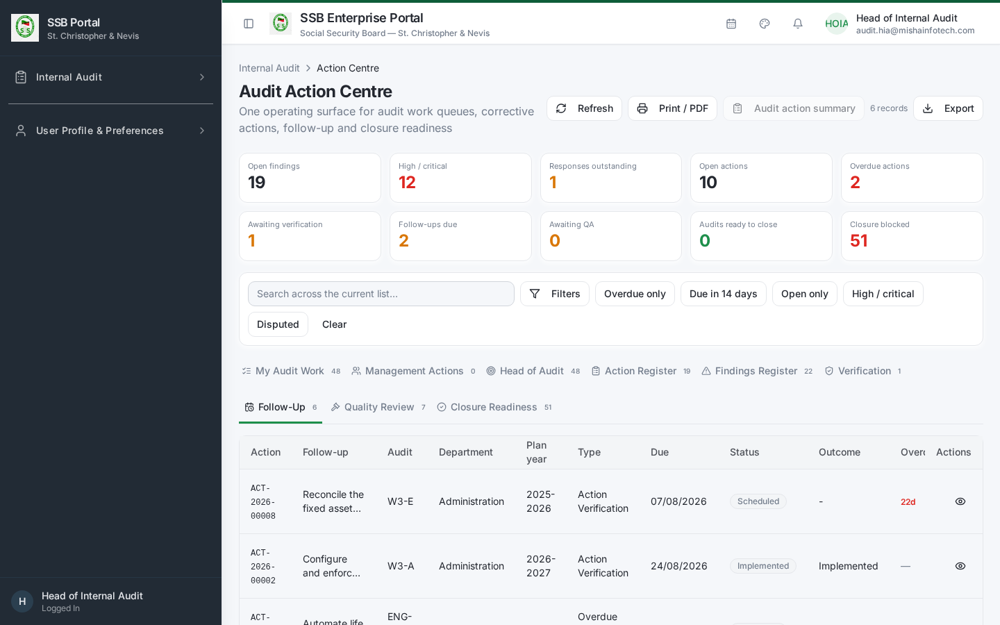 SSB Portal
St. Christopher & Nevis
Internal Audit
User Profile & Preferences
H
Head of Internal Audit
Logged In
SSB Enterprise Portal
Social Security Board — St. Christopher & Nevis
HOIA
Head of Internal Audit
audit.hia@mishainfotech.com
Internal Audit
Action Centre
Audit Action Centre
One operating surface for audit work queues, corrective
actions, follow-up and closure readiness
Refresh
Print / PDF
Audit action summary
6 records
Export
Open findings
19
High / critical
12
Responses outstanding
1
Open actions
10
Overdue actions
2
Awaiting verification
1
Follow-ups due
2
Awaiting QA
0
Audits ready to close
0
Closure blocked
51
Search across the current list...
Filters
Overdue only
Due in 14 days
Open only
High / critical
Disputed
Clear
My Audit Work 48
Management Actions 0
Head of Audit 48
Action Register 19
Findings Register 22
Verification 1
Follow-Up 6
Quality Review 7
Closure Readiness 51
Action
Follow-up
Audit
Department
Plan
year
Type
Due
Status
Outcome
Actions
ACT-
2026-
00008
Reconcile the
fixed asset...
W3-E
Administration
2025-
2026
Action
Verification
07/08/2026
Scheduled
-
22d
ACT-
2026-
00002
Configure
and enforc...
W3-A
Administration
2026-
2027
Action
Verification
24/08/2026
Implemented
Implemented
—
ACT-
Automate life
ENG-
Overdue